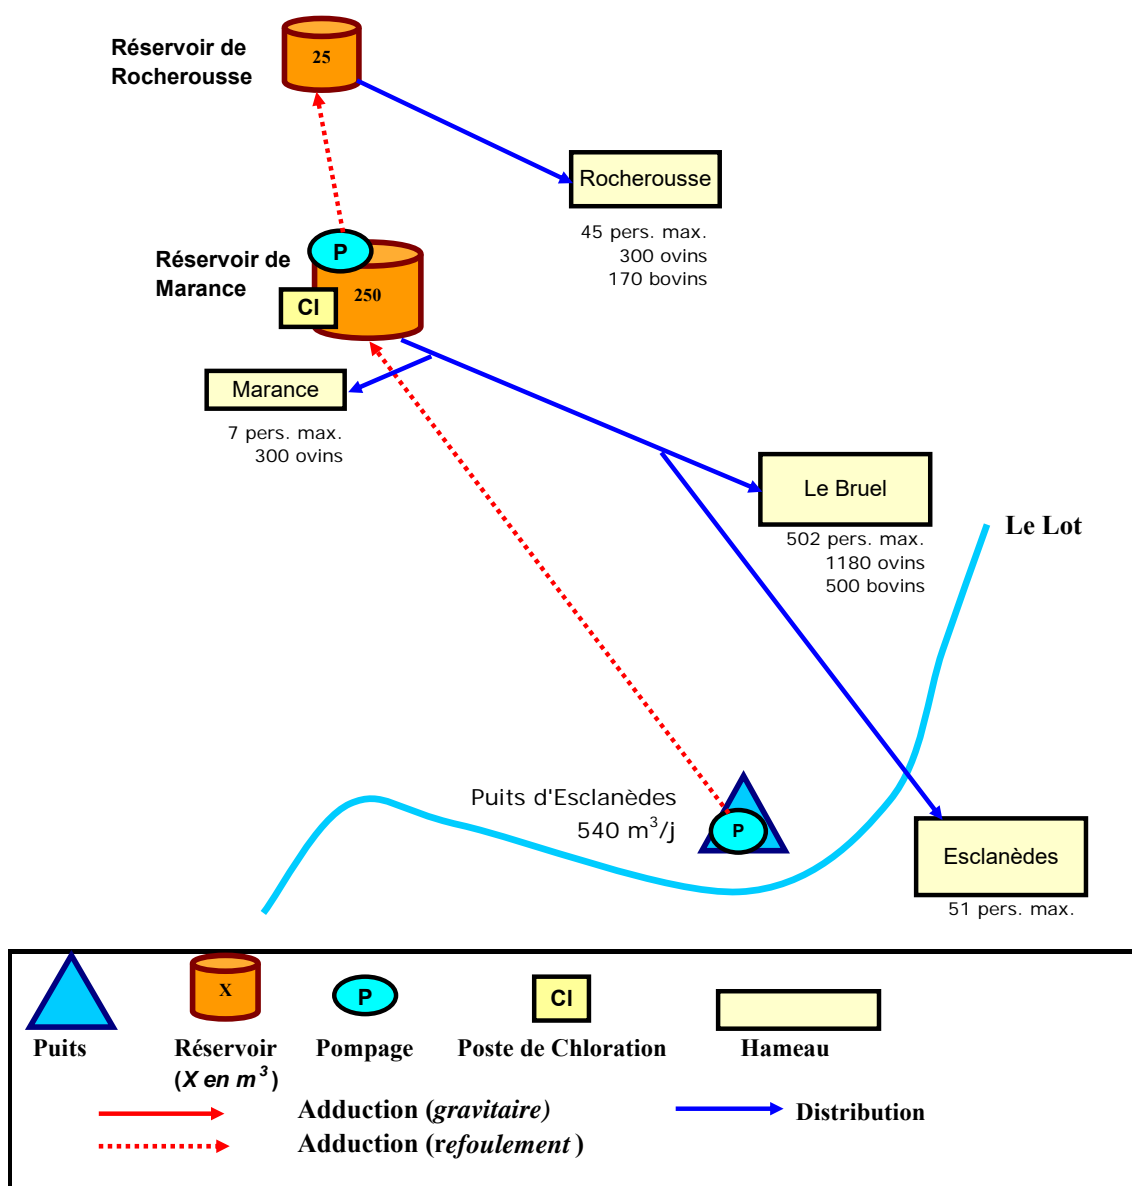 Réservoir de
Rocherousse
25
Rocherousse
45 pers. max.
300 ovins
170 bovins
P
Réservoir de
Marance
250
Cl
Marance
7 pers. max.
300 ovins
Le Bruel
502 pers. max.
1180 ovins
500 bovins
Le Lot
Puits d'Esclanèdes
540 m³/j
P
Esclanèdes
51 pers. max.
X
P
Cl
Puits
Réservoir
(X en m³)
Pompage
Poste de Chloration
Hameau
Adduction (gravitaire)
Distribution
Adduction (refoulement)